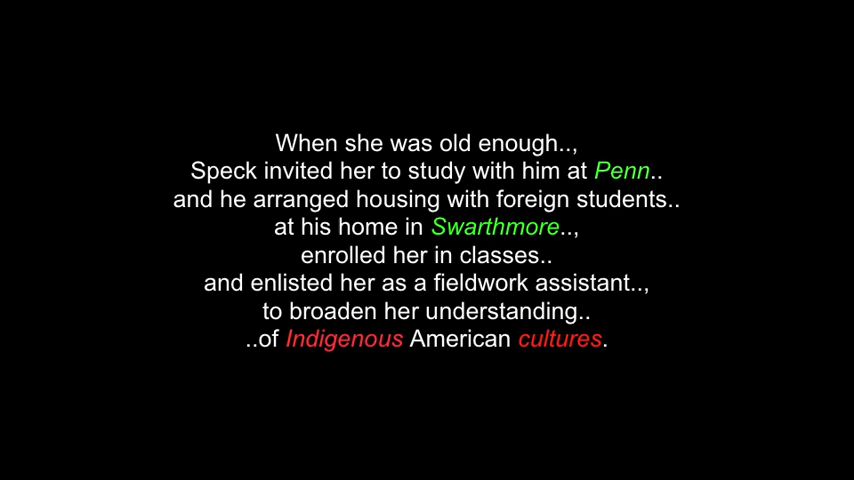 When she was old enough..,
Speck invited her to study with him at Penn..
and he arranged housing with foreign students..
at his home in Swarthmore..,
enrolled her in classes..
and enlisted her as a fieldwork assistant..,
to broaden her understanding..
..of Indigenous American cultures.